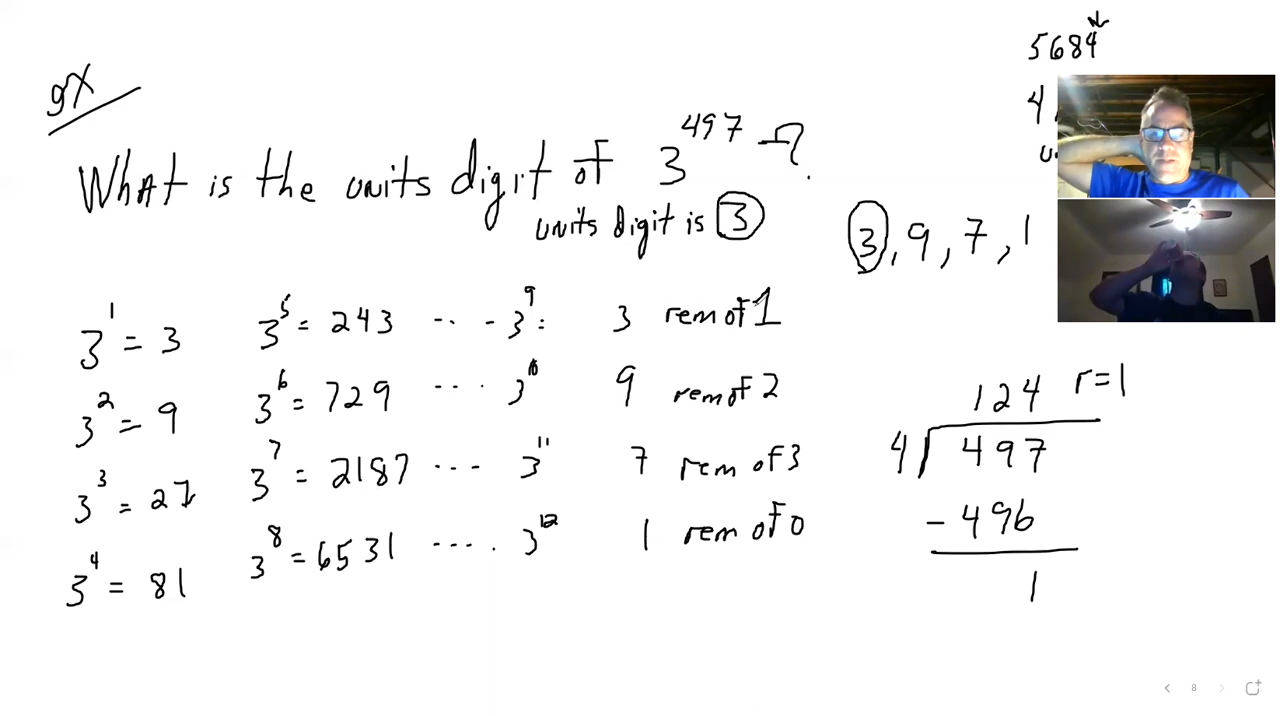 5684
ex
4
What is the units digit of 3^497 ?
units digit is 3
3, 9, 7, 1
3^1 = 3 3^5 = 243 ... 3^9 = 3 rem of 1
3^2 = 9 3^6 = 729 ... 3^10 9 rem of 2
3^3 = 27 3^7 = 2187 ... 3^11 7 rem of 3
3^4 = 81 3^8 = 6531 .... 3^12 1 rem of 0
124 r=1
4 497
- 496
1
8